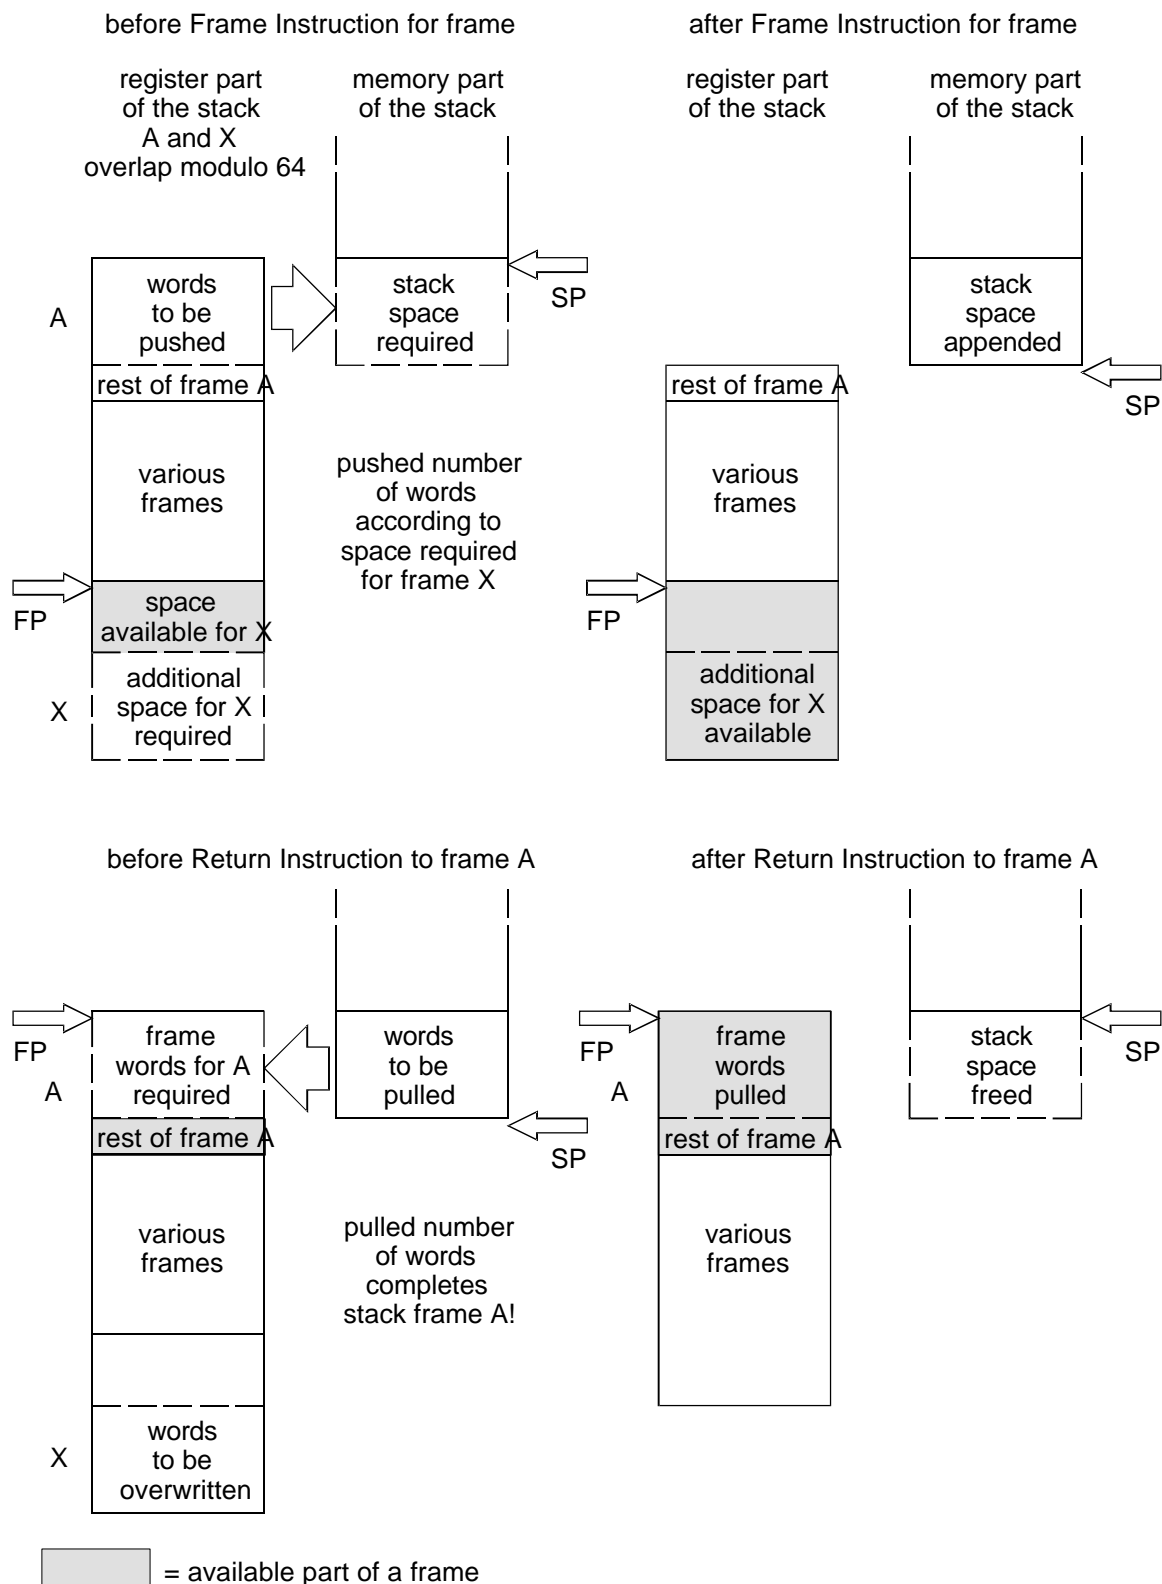 before Frame Instruction for frame
after Frame Instruction for frame
register part
of the stack
A and X
overlap modulo 64
memory part
of the stack
register part
of the stack
memory part
of the stack
A
words
to be
pushed
stack
space
required
SP
rest of frame A
various
frames
pushed number
of words
according to
space required
for frame X
FP
space
available for X
X
additional
space for X
required
stack
space
appended
SP
rest of frame A
various
frames
FP
additional
space for X
available
before Return Instruction to frame A
after Return Instruction to frame A
FP
A
frame
words for A
required
words
to be
pulled
SP
rest of frame A
various
frames
pulled number
of words
completes
stack frame A!
X
words
to be
overwritten
FP
A
frame
words
pulled
stack
space
freed
SP
rest of frame A
various
frames
= available part of a frame